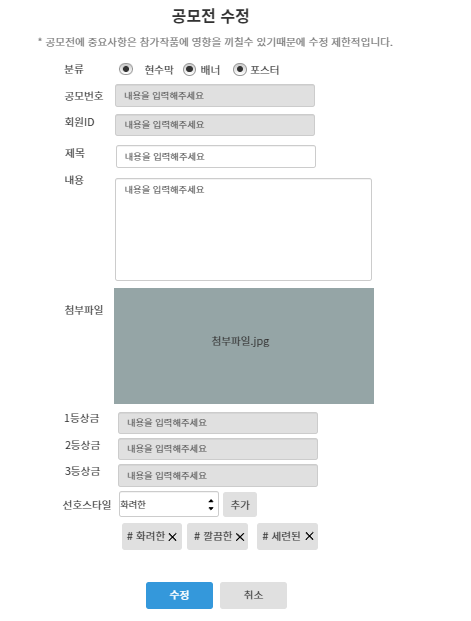 공모전 수정
* 공모전에 중요사항은 참가작품에 영향을 끼칠수 있기때문에 수정 제한적입니다.
분류 현수막 배너 포스터
공모번호 내용을 입력해주세요
회원ID 내용을 입력해주세요
제목 내용을 입력해주세요
내용 내용을 입력해주세요
첨부파일
첨부파일.jpg
1등상금 내용을 입력해주세요
2등상금 내용을 입력해주세요
3등상금 내용을 입력해주세요
선호스타일 화려한 추가
# 화려한 # 깔끔한 # 세련된
수정 취소